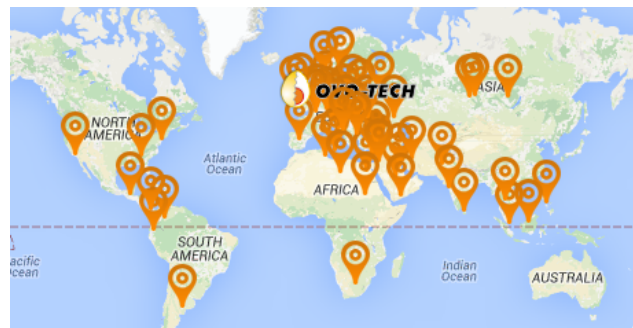 OVO-TECH
ASIA
NORTH
AMERICA
Atlantic
Ocean
AFRICA
SOUTH
AMERICA
Pacific
Ocean
Indian
Ocean
AUSTRALIA